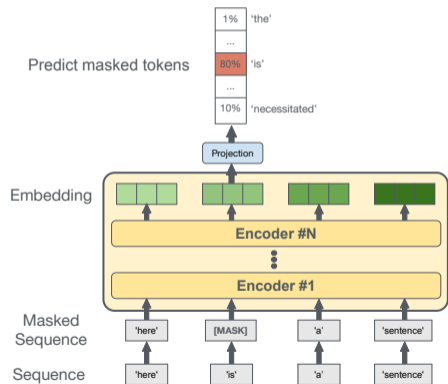 1% 'the'
...
Predict masked tokens 80% 'is'
...
10% 'necessitated'
Projection
Embedding
Encoder #N
Encoder #1
Masked
Sequence 'here' [MASK] 'a' 'sentence'
Sequence 'here' 'is' 'a' 'sentence'